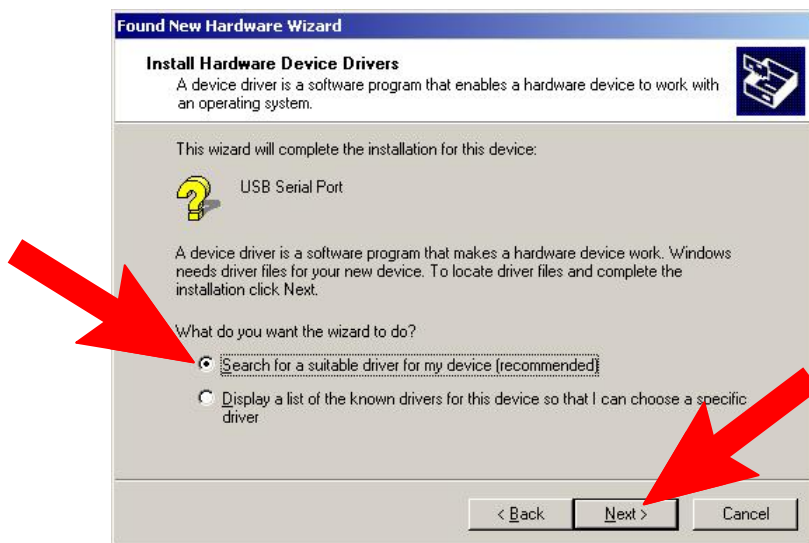 Found New Hardware Wizard
Install Hardware Device Drivers
A device driver is a software program that enables a hardware device to work with
an operating system.
This wizard will complete the installation for this device:
USB Serial Port
A device driver is a software program that makes a hardware device work. Windows
needs driver files for your new device. To locate driver files and complete the
installation click Next.
What do you want the wizard to do?
Search for a suitable driver for my device (recommended)
Display a list of the known drivers for this device so that I can choose a specific
driver
< Back
Next >
Cancel